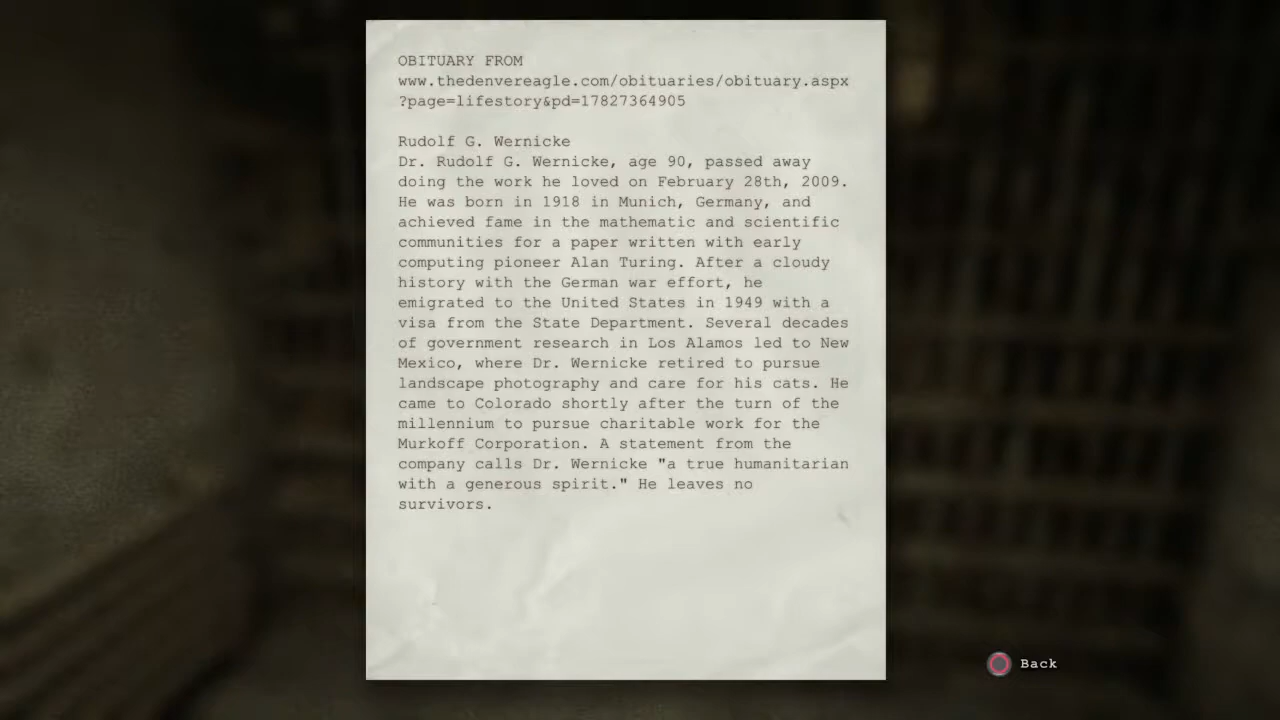 OBITUARY FROM
www.thedenvereagle.com/obituaries/obituary.aspx
?page=lifestory&pd=17827364905
Rudolf G. Wernicke
Dr. Rudolf G. Wernicke, age 90, passed away
doing the work he loved on February 28th, 2009.
He was born in 1918 in Munich, Germany, and
achieved fame in the mathematic and scientific
communities for a paper written with early
computing pioneer Alan Turing. After a cloudy
history with the German war effort, he
emigrated to the United States in 1949 with a
visa from the State Department. Several decades
of government research in Los Alamos led to New
Mexico, where Dr. Wernicke retired to pursue
landscape photography and care for his cats. He
came to Colorado shortly after the turn of the
millennium to pursue charitable work for the
Murkoff Corporation. A statement from the
company calls Dr. Wernicke "a true humanitarian
with a generous spirit." He leaves no
survivors.
Back